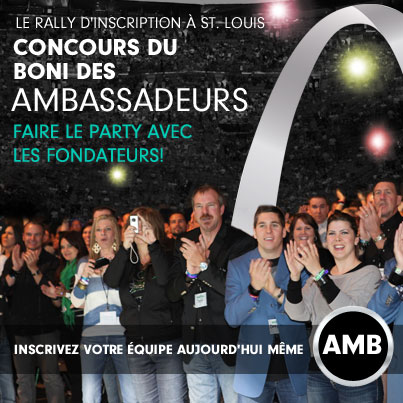 LE RALLY D'INSCRIPTION À ST. LOUIS
CONCOURS DU
BONI DES
AMBASSADEURS
FAIRE LE PARTY AVEC
LES FONDATEURS!
INSCRIVEZ VOTRE ÉQUIPE AUJOURD'HUI MÊME
AMB